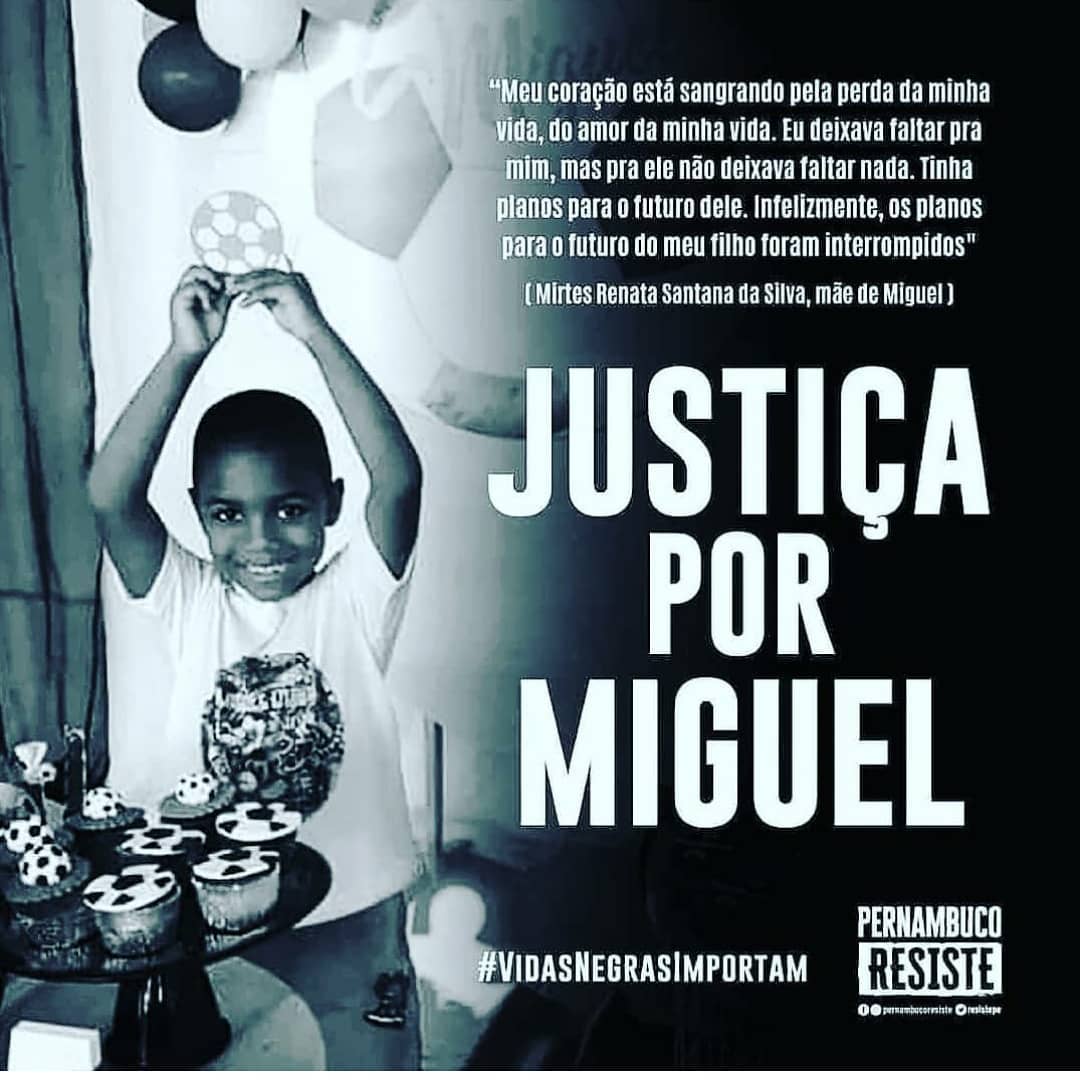 “Meu coração está sangrando pela perda da minha
vida, do amor da minha vida. Eu deixava faltar pra
mim, mas pra ele não deixava faltar nada. Tinha
planos para o futuro dele. Infelizmente, os planos
para o futuro do meu filho foram interrompidos"
( Mirtes Renata Santana da Silva, mãe de Miguel )
JUSTIÇA
POR
MIGUEL
#VIDASNEGRASIMPORTAM
PERNAMBUCO
RESISTE
pernambucoresiste resistepe